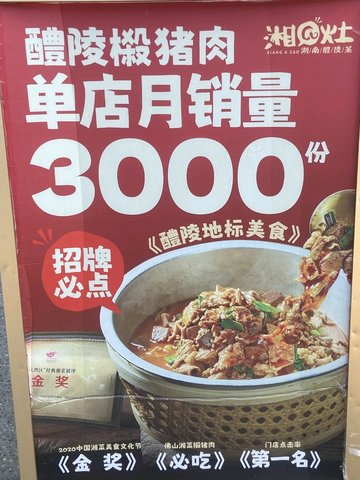 湘@灶
XIANG A ZAO 湖南醴陵菜
醴陵樧猪肉
单店月销量
3000份
《醴陵地标美食》
招牌
必点
金奖
2020中国湘菜美食文化节
《金 奖》
佛山湘菜樧猪肉
《必吃》
门店点击率
《第一名》